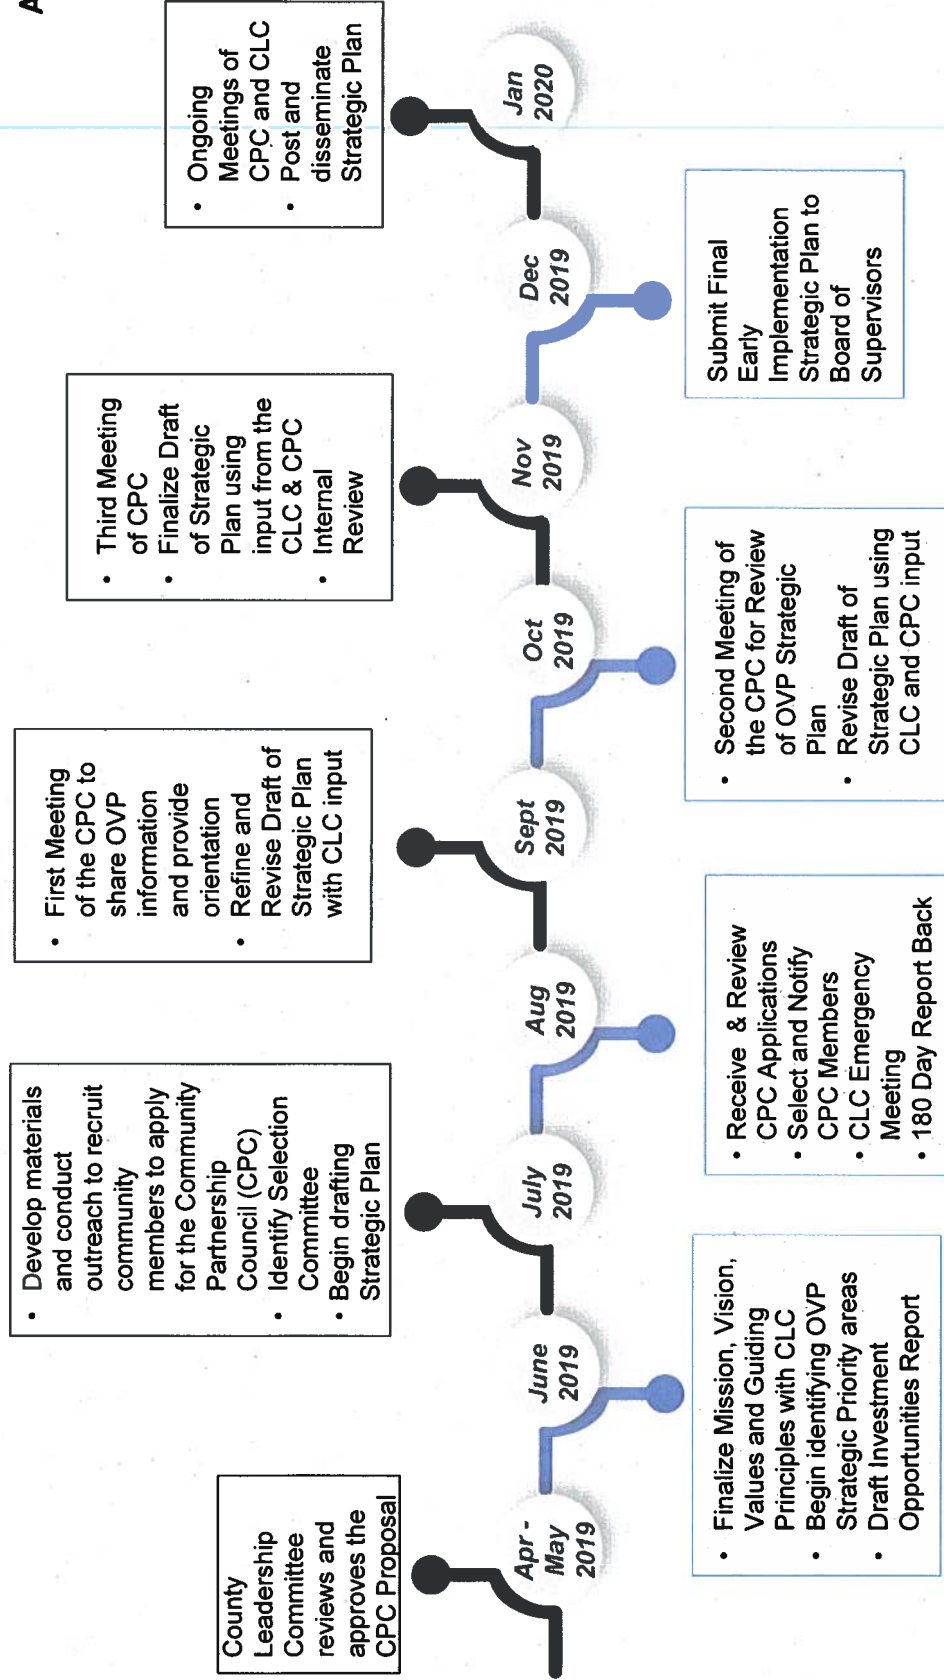 A
County
Leadership
Committee
reviews and
approves the
CPC Proposal
Apr -
May
2019
• Finalize Mission, Vision,
Values and Guiding
Principles with CLC
• Begin identifying OVP
Strategic Priority areas
• Draft Investment
Opportunities Report
June
2019
• Develop materials
and conduct
outreach to recruit
community
members to apply
for the Community
Partnership
Council (CPC)
• Identify Selection
Committee
• Begin drafting
Strategic Plan
July
2019
• Receive & Review
CPC Applications
• Select and Notify
CPC Members
• CLC Emergency
Meeting
• 180 Day Report Back
Aug
2019
• First Meeting
of the CPC to
share OVP
information
and provide
orientation
• Refine and
Revise Draft of
Strategic Plan
with CLC input
Sept
2019
• Second Meeting of
the CPC for Review
of OVP Strategic
Plan
• Revise Draft of
Strategic Plan using
CLC and CPC input
Oct
2019
• Third Meeting
of CPC
• Finalize Draft
of Strategic
Plan using
input from the
CLC & CPC
• Internal
Review
Nov
2019
Submit Final
Early
Implementation
Strategic Plan to
Board of
Supervisors
Dec
2019
• Ongoing
Meetings of
CPC and CLC
• Post and
disseminate
Strategic Plan
Jan
2020